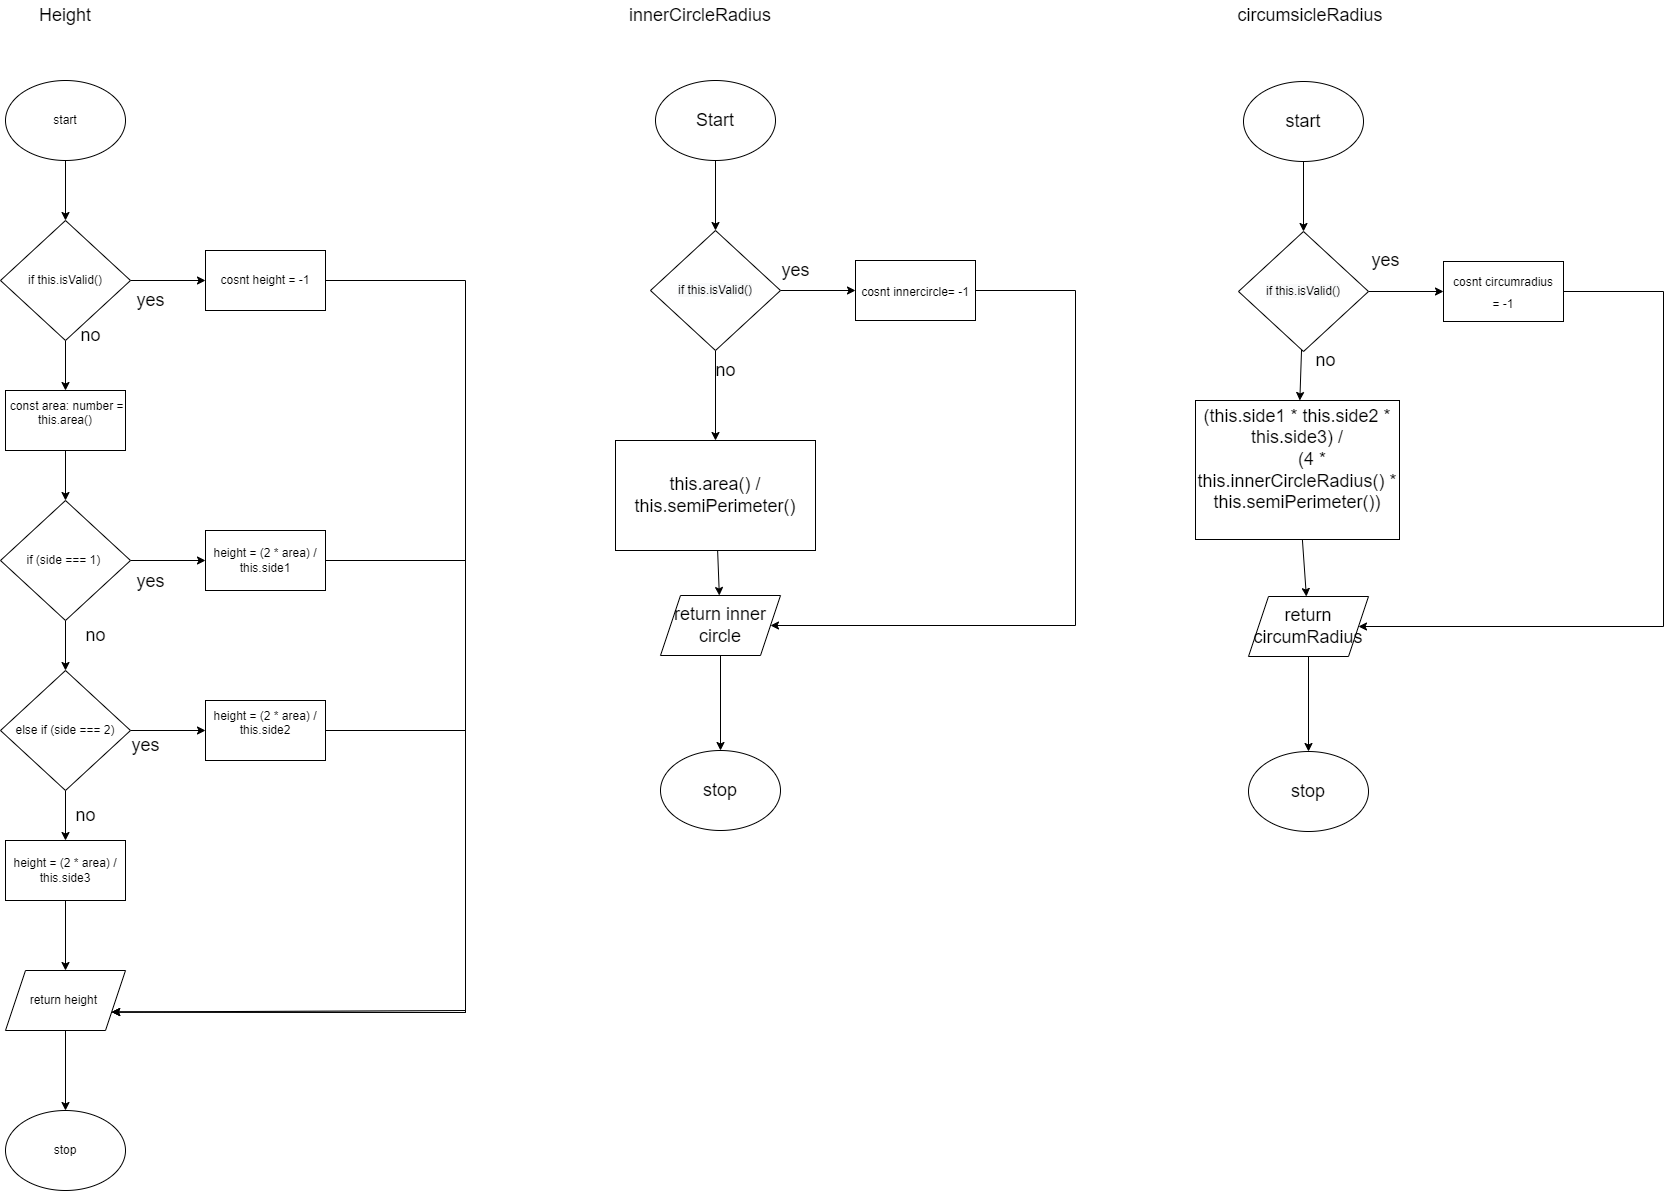 Height
start
if this.isValid()
yes
cosnt height = -1
no
const area: number =
this.area()
if (side === 1)
yes
height = (2 * area) /
this.side1
no
else if (side === 2)
yes
height = (2 * area) /
this.side2
no
height = (2 * area) /
this.side3
return height
stop
innerCircleRadius
Start
if this.isValid()
yes
cosnt innercircle= -1
no
this.area() /
this.semiPerimeter()
return inner
circle
stop
circumsicleRadius
start
if this.isValid()
yes
cosnt circumradius
= -1
no
(this.side1 * this.side2 *
this.side3) /
(4 *
this.innerCircleRadius() *
this.semiPerimeter())
return
circumRadius
stop